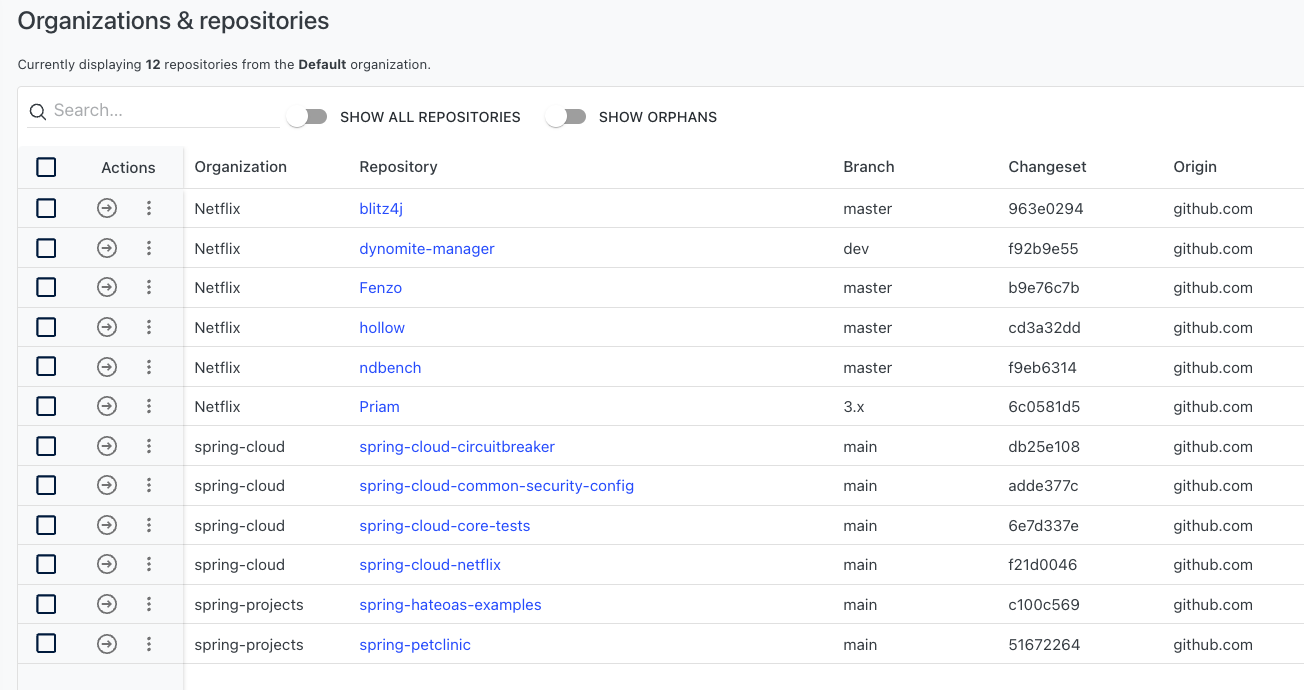 Organizations & repositories
Currently displaying 12 repositories from the Default organization.
Search... SHOW ALL REPOSITORIES SHOW ORPHANS
Actions Organization Repository Branch Changeset Origin
Netflix blitz4j master 963e0294 github.com
Netflix dynomite-manager dev f92b9e55 github.com
Netflix Fenzo master b9e76c7b github.com
Netflix hollow master cd3a32dd github.com
Netflix ndbench master f9eb6314 github.com
Netflix Priam 3.x 6c0581d5 github.com
spring-cloud spring-cloud-circuitbreaker main db25e108 github.com
spring-cloud spring-cloud-common-security-config main adde377c github.com
spring-cloud spring-cloud-core-tests main 6e7d337e github.com
spring-cloud spring-cloud-netflix main f21d0046 github.com
spring-projects spring-hateoas-examples main c100c569 github.com
spring-projects spring-petclinic main 51672264 github.com